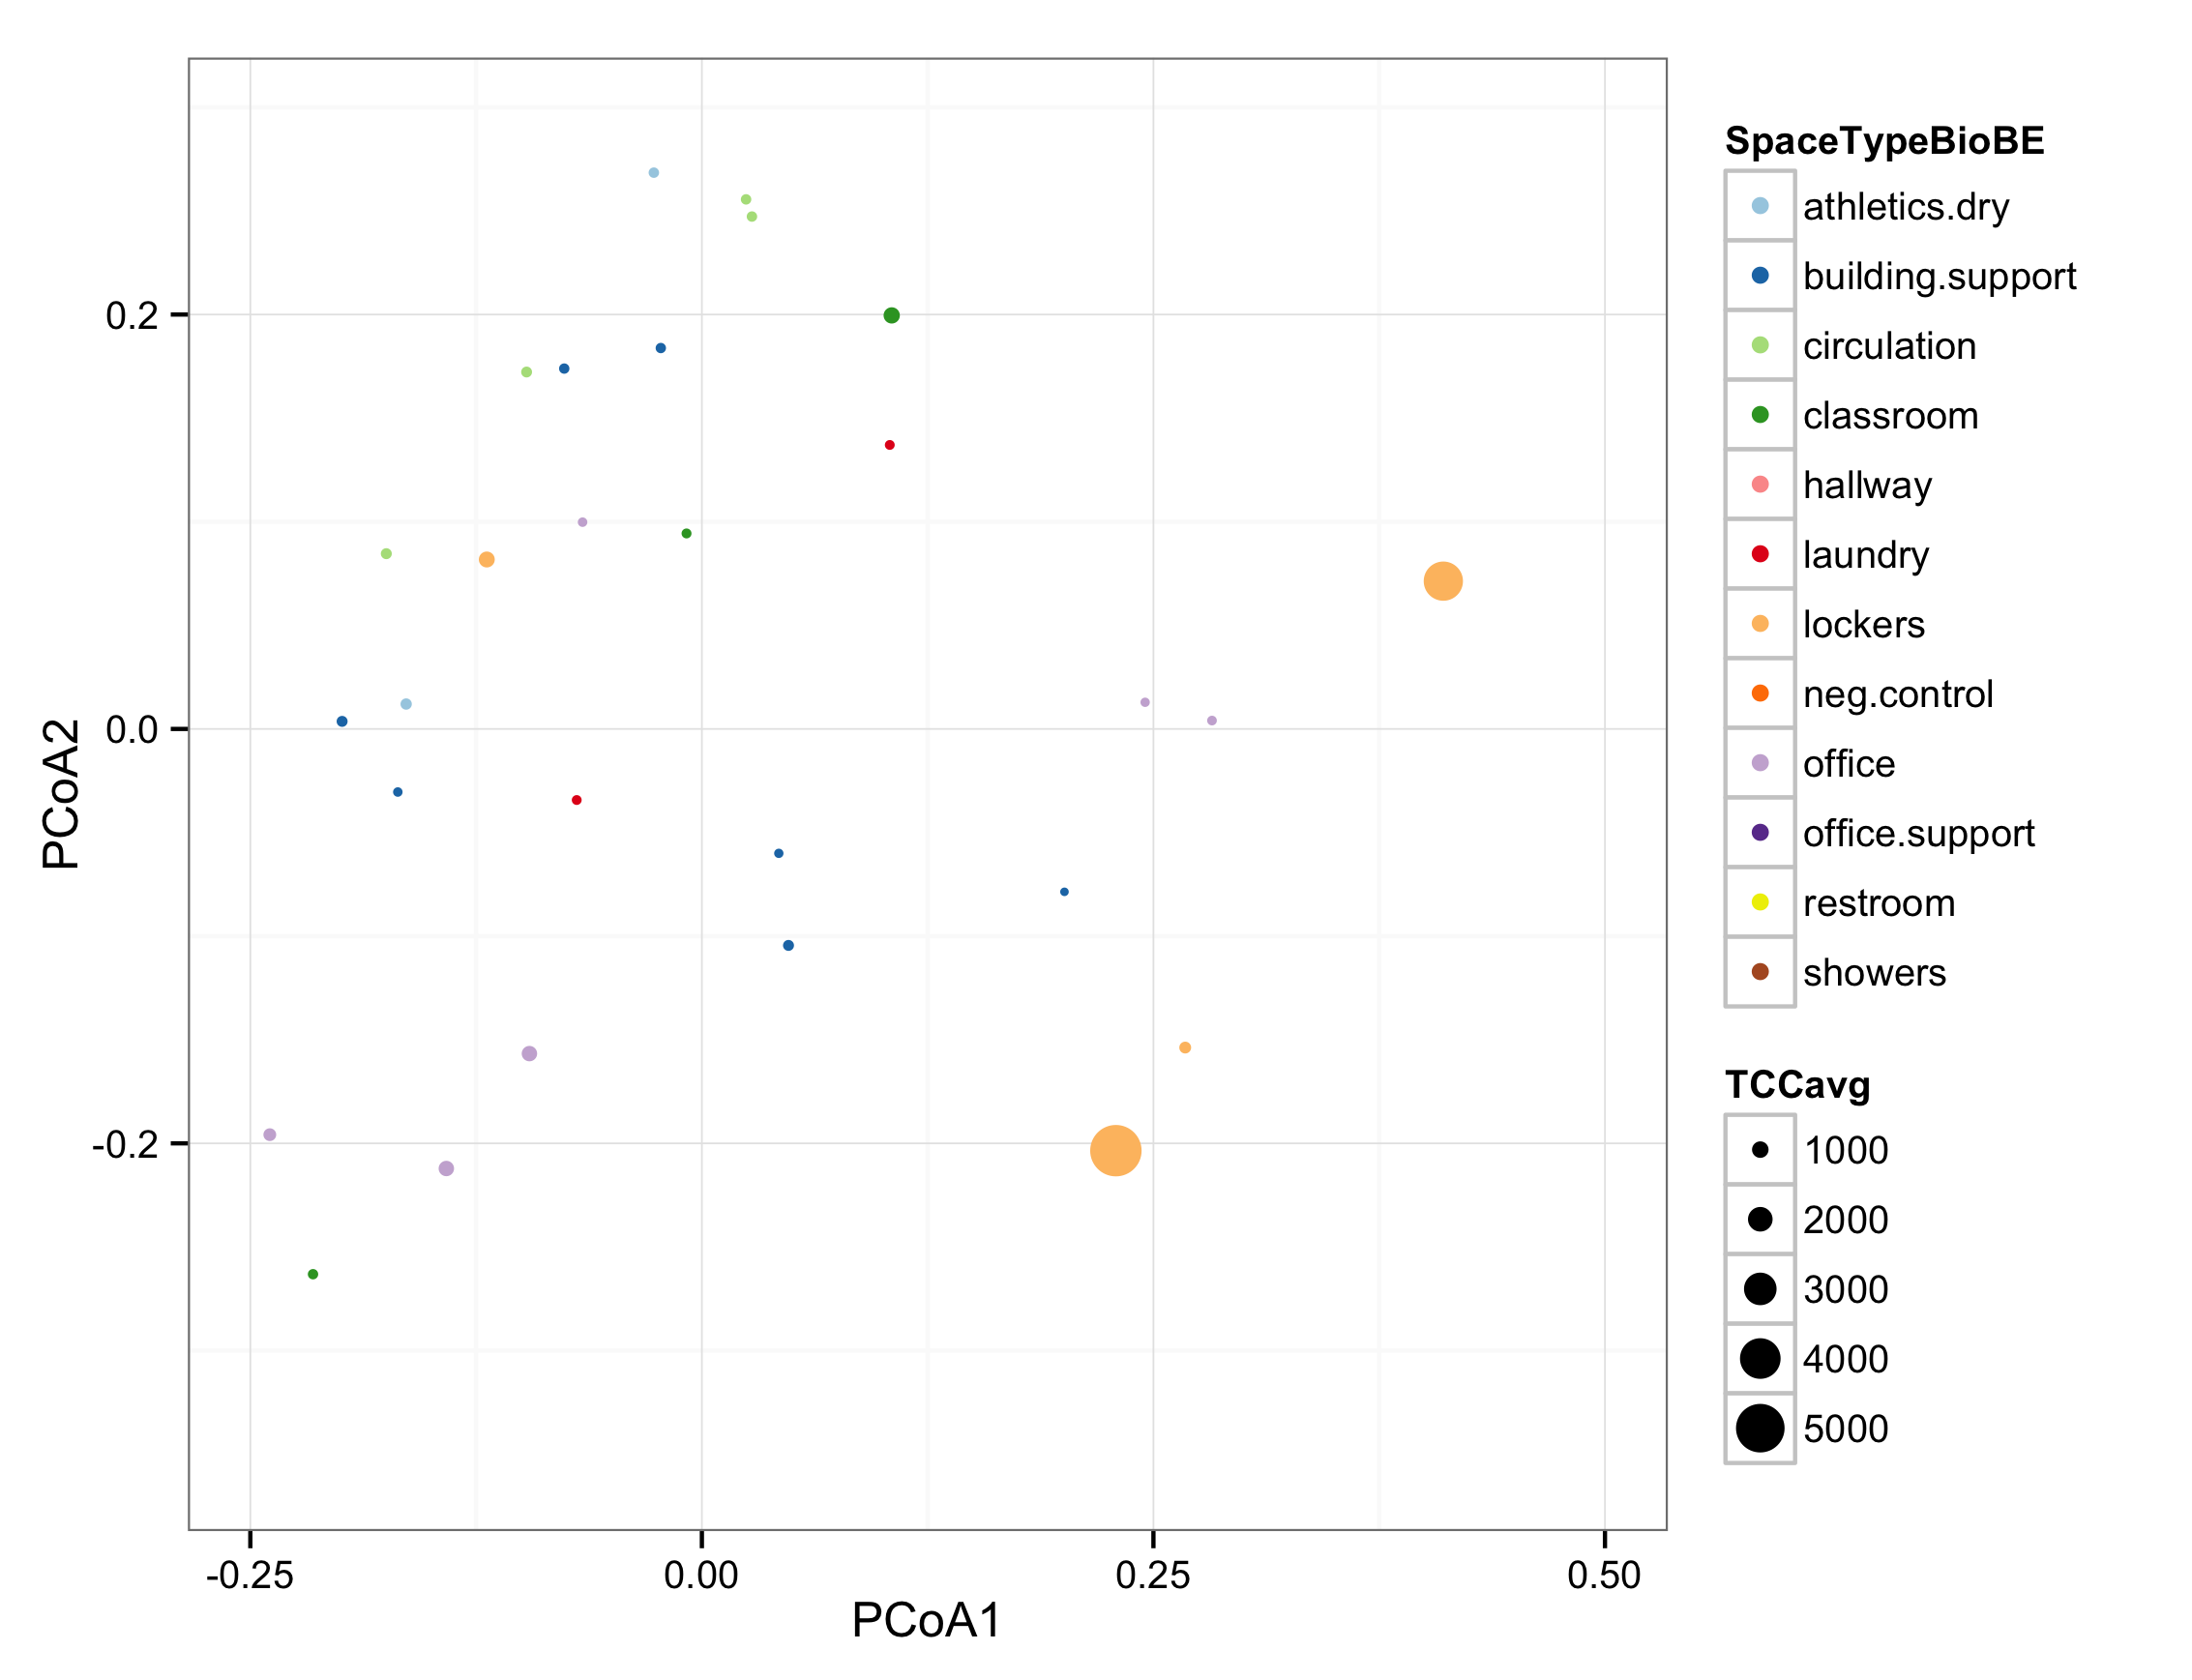 SpaceTypeBioBE
athletics.dry
building.support
circulation
classroom
hallway
laundry
lockers
neg.control
office
office.support
restroom
showers
TCCavg
1000
2000
3000
4000
5000
0.2
0.0
-0.2
PCoA2
-0.25 0.00 0.25 0.50
PCoA1